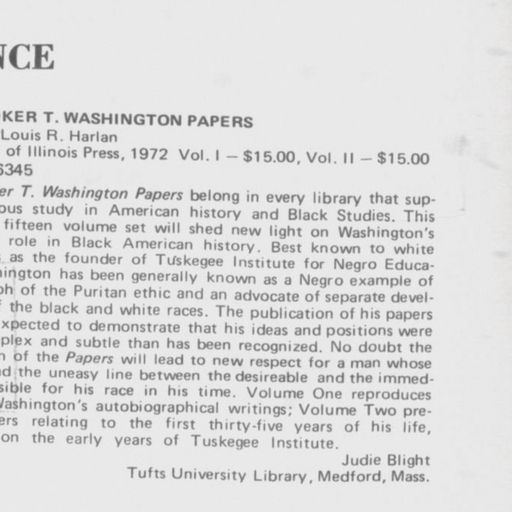 NCE
KER T. WASHINGTON PAPERS
Louis R. Harlan
of Illinois Press, 1972 Vol. I — $15.00, Vol. II — $15.00
6345
er T. Washington Papers belong in every library that sup-
ous study in American history and Black Studies. This
fifteen volume set will shed new light on Washington's
role in Black American history. Best known to white
as the founder of Tuskegee Institute for Negro Educa-
hington has been generally known as a Negro example of
ph of the Puritan ethic and an advocate of separate devel-
the black and white races. The publication of his papers
xpected to demonstrate that his ideas and positions were
plex and subtle than has been recognized. No doubt the
n of the Papers will lead to new respect for a man whose
d the uneasy line between the desireable and the immed-
sible for his race in his time. Volume One reproduces
Washington's autobiographical writings; Volume Two pre-
ers relating to the first thirty-five years of his life,
on the early years of Tuskegee Institute.
Judie Blight
Tufts University Library, Medford, Mass.